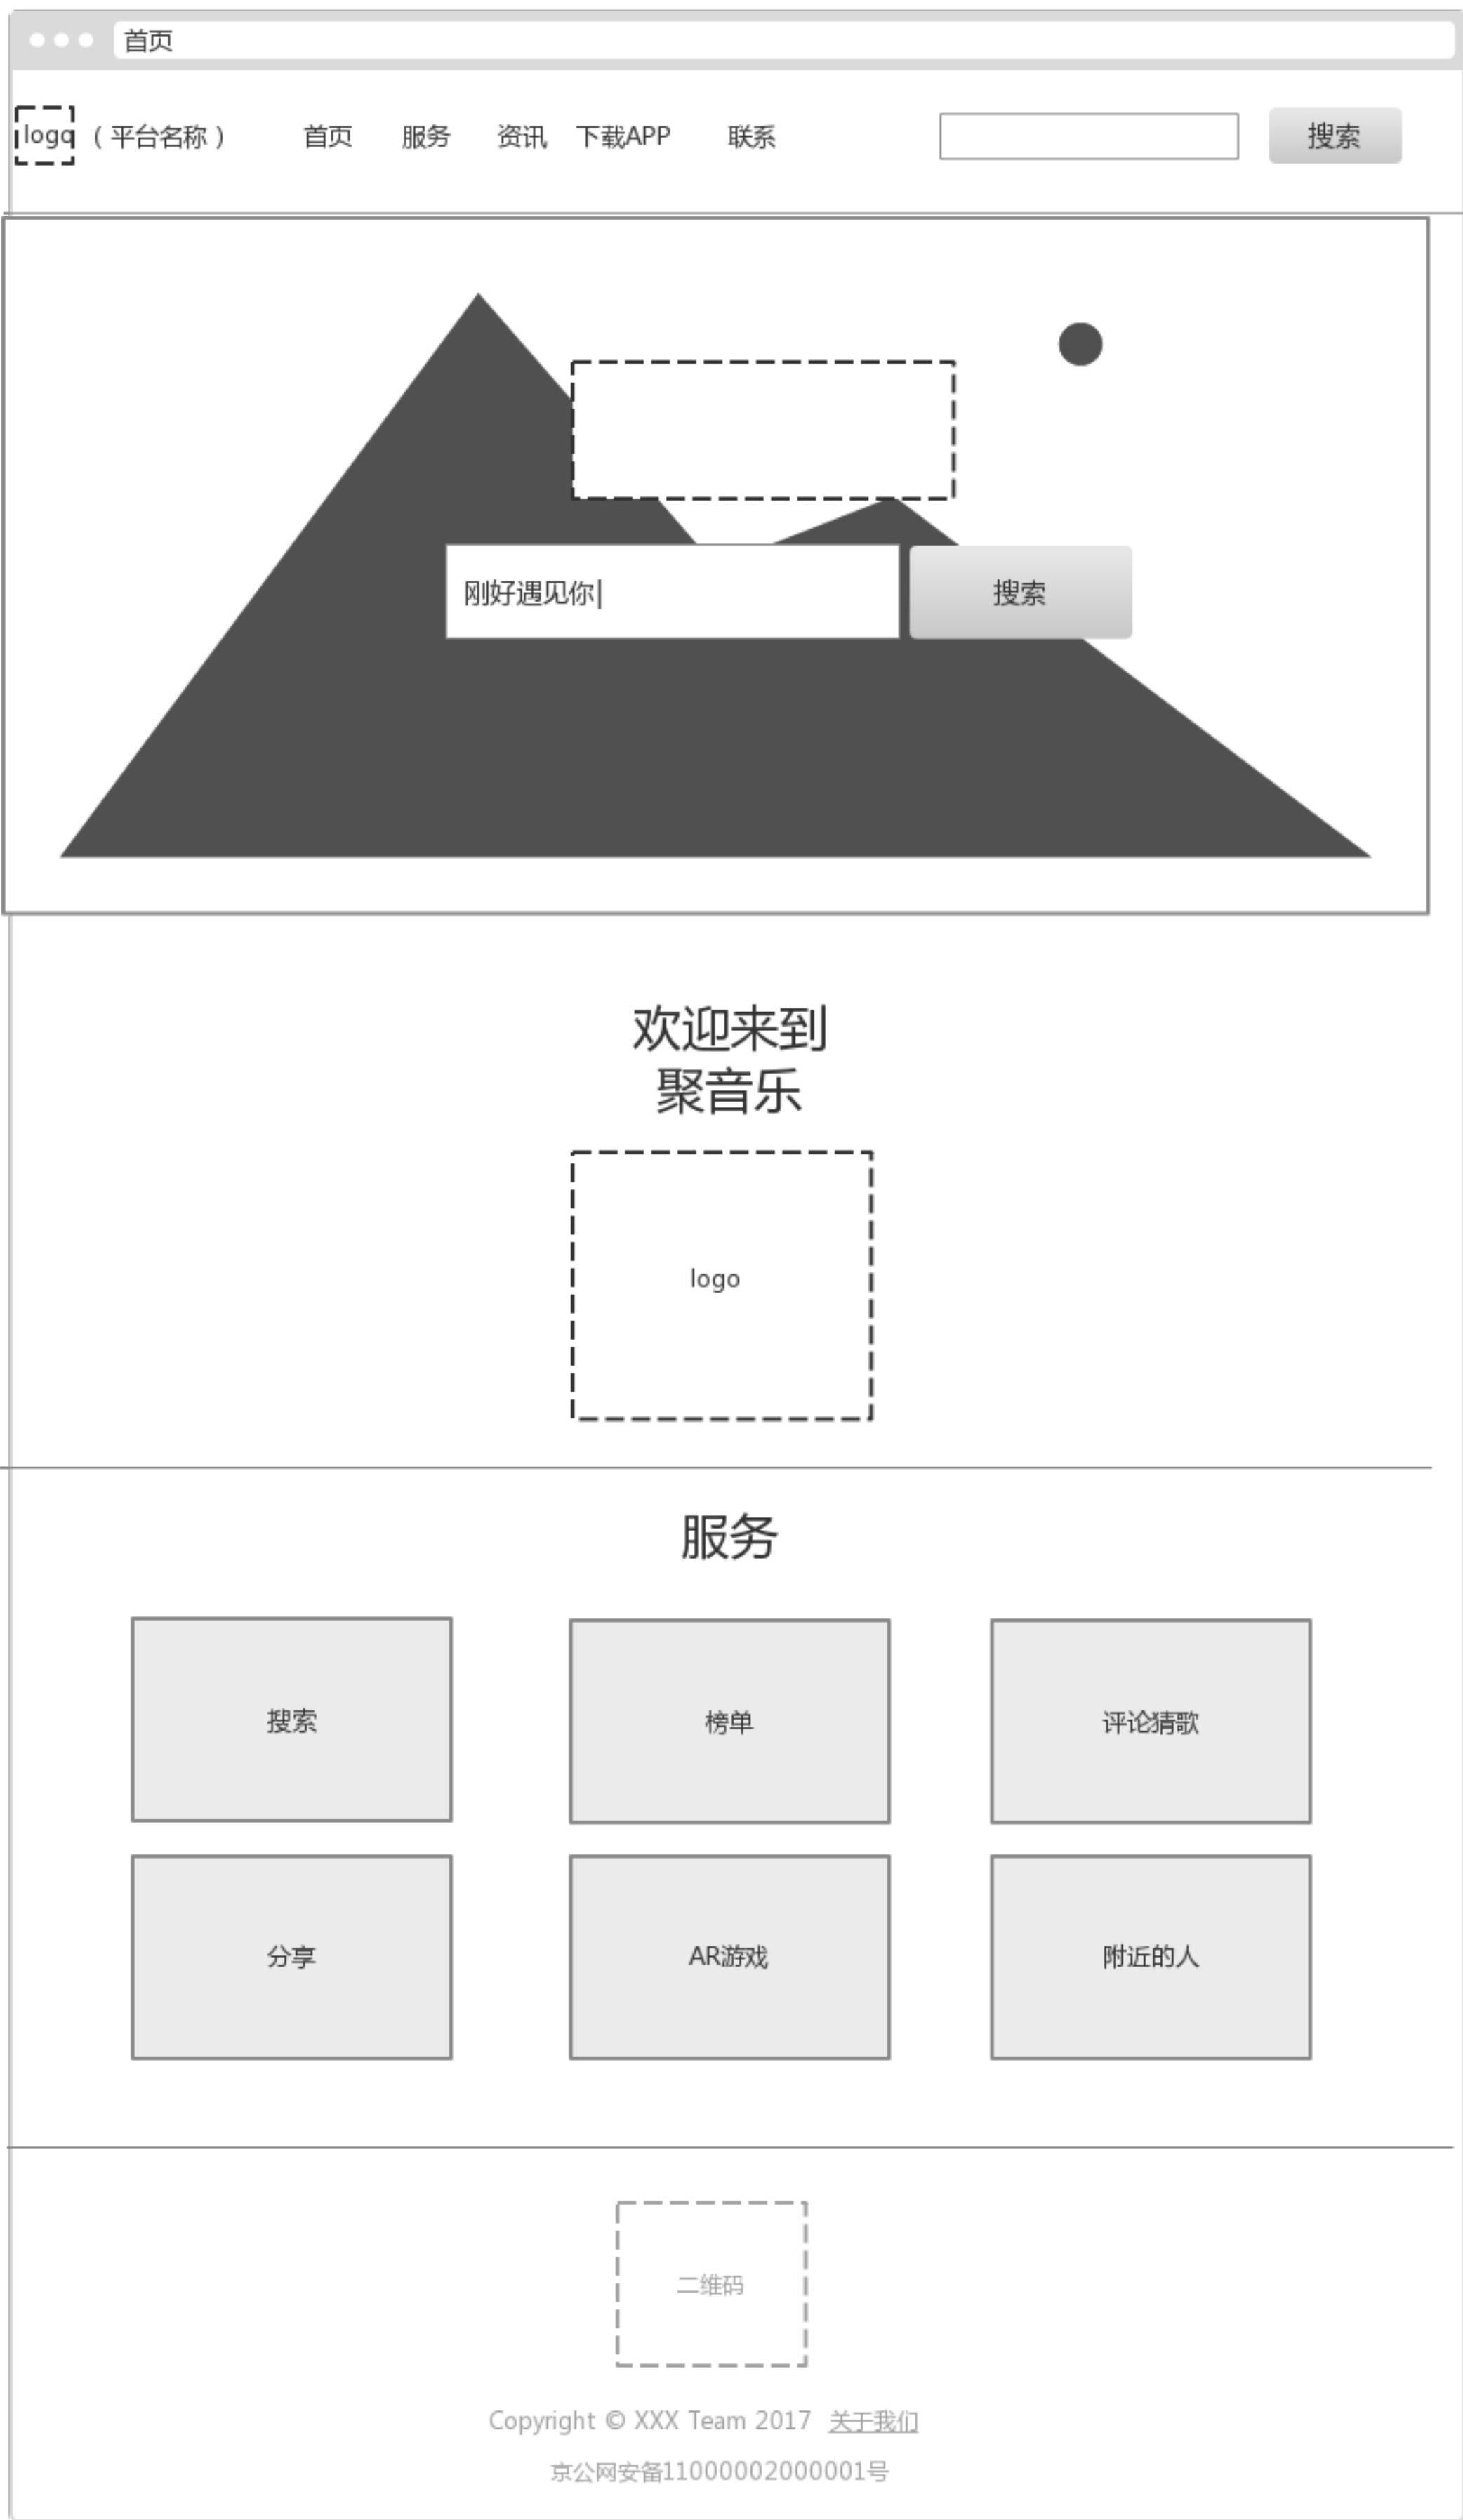 首页
logo （平台名称） 首页 服务 资讯 下载APP 联系 搜索
刚好遇见你 搜索
欢迎来到
聚音乐
logo
服务
搜索 榜单 评论猜歌
分享 AR游戏 附近的人
二维码
Copyright © XXX Team 2017 关于我们
京公网安备11000002000001号